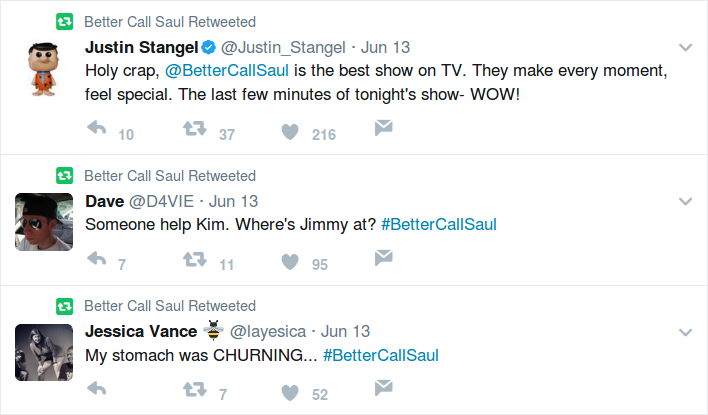 Better Call Saul Retweeted
Justin Stangel @Justin_Stangel · Jun 13
Holy crap, @BetterCallSaul is the best show on TV. They make every moment,
feel special. The last few minutes of tonight's show- WOW!
10 37 216
Better Call Saul Retweeted
Dave @D4VIE · Jun 13
Someone help Kim. Where's Jimmy at? #BetterCallSaul
7 11 95
Better Call Saul Retweeted
Jessica Vance @layesica · Jun 13
My stomach was CHURNING... #BetterCallSaul
7 52